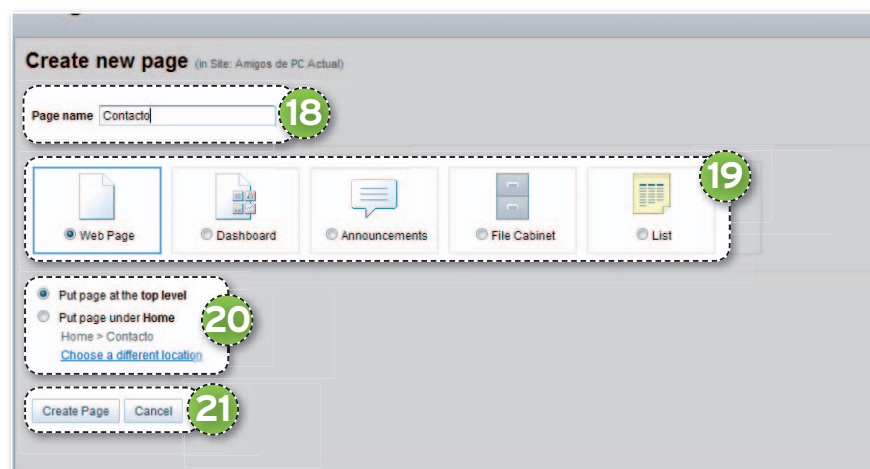 Create new page (in Site: Amigos de PC Actual)
Page name Contacto
18
19
Web Page Dashboard Announcements File Cabinet List
Put page at the top level
Put page under Home
Home > Contacto
Choose a different location
20
Create Page Cancel
21